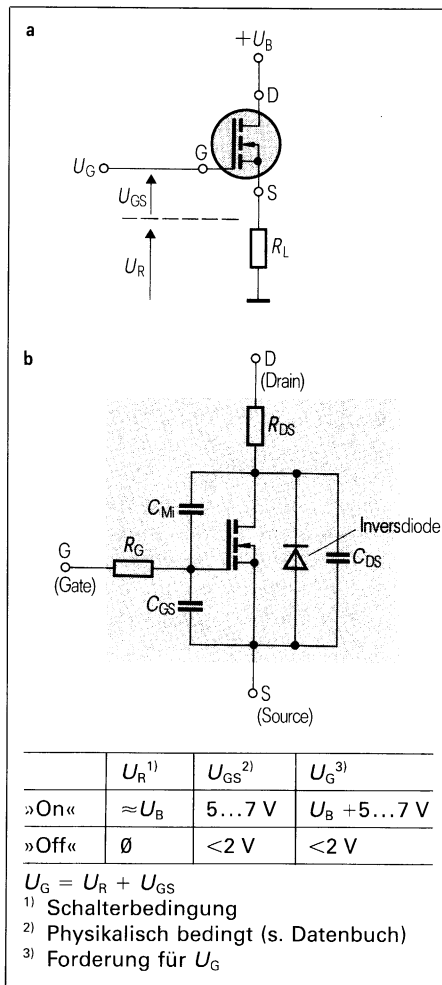 a
+U_B
D
G
U_G
S
U_GS
R_L
U_R
b
D
(Drain)
R_DS
C_Mi
Inversdiode
G
R_G
C_DS
(Gate)
C_GS
S
(Source)
U_R 1) U_GS 2) U_G 3)
»On« ≈U_B 5...7 V U_B +5...7 V
»Off« Ø <2 V <2 V
U_G = U_R + U_GS
1) Schalterbedingung
2) Physikalisch bedingt (s. Datenbuch)
3) Forderung für U_G